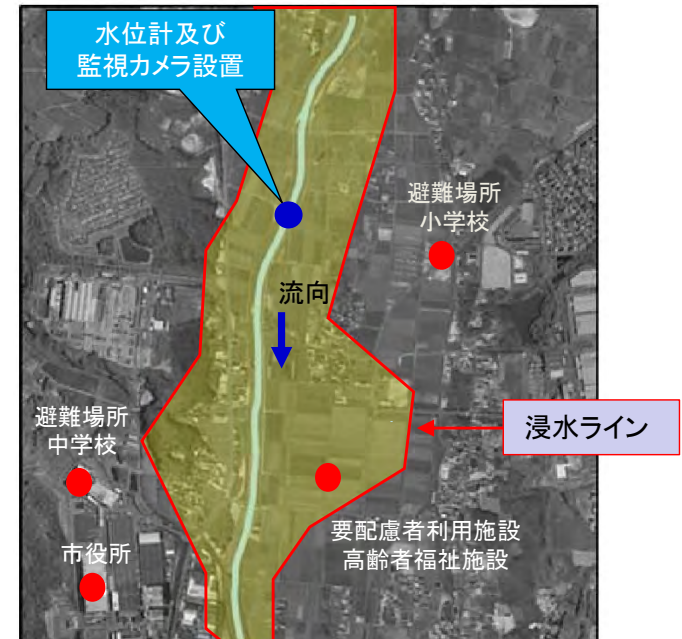 水位計及び
監視カメラ設置
避難場所
小学校
流向
避難場所
中学校
浸水ライン
要配慮者利用施設
高齢者福祉施設
市役所